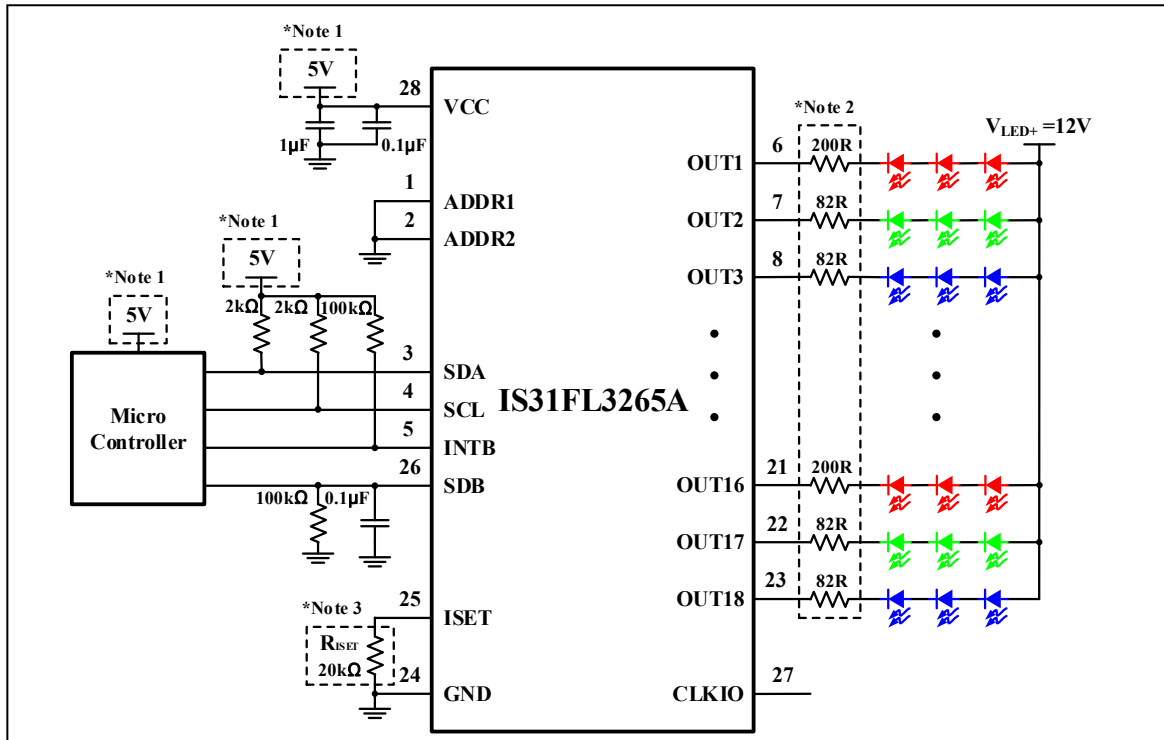 *Note 1
5V
28
VCC
1μF
0.1μF
*Note 2
V_LED+ =12V
6
OUT1
200R
1
ADDR1
7
OUT2
82R
2
ADDR2
8
OUT3
82R
*Note 1
5V
*Note 1
5V
2kΩ
2kΩ
100kΩ
3
SDA
IS31FL3265A
4
SCL
Micro
Controller
5
INTB
26
SDB
21
OUT16
200R
100kΩ
0.1μF
22
OUT17
82R
23
OUT18
82R
*Note 3
25
ISET
R_ISET
20kΩ
24
GND
27
CLKIO